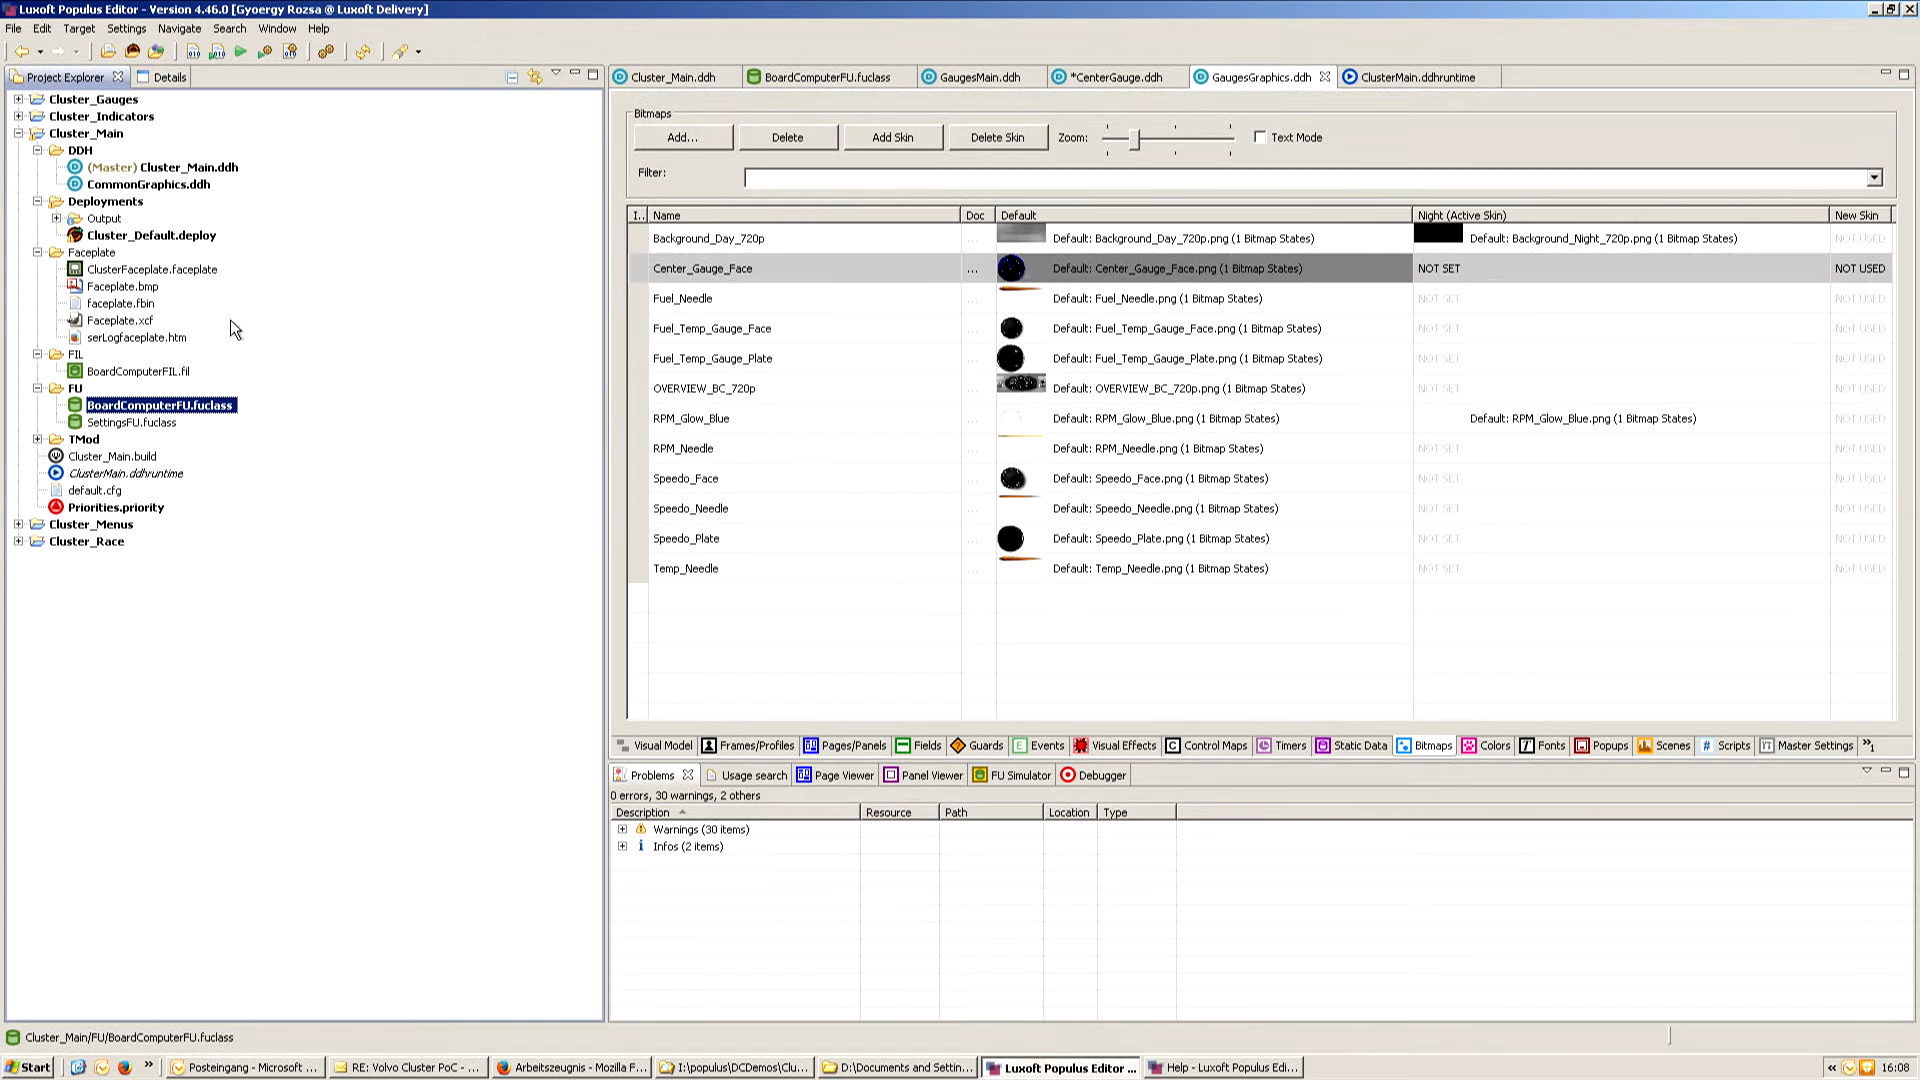 Luxoft Populus Editor - Version 4.46.0 [Gyoergy Rozsa @ Luxoft Delivery]
File Edit Target Settings Navigate Search Window Help
Project Explorer Details
Cluster_Gauges
Cluster_Indicators
Cluster_Main
DDH
(Master) Cluster_Main.ddh
CommonGraphics.ddh
Deployments
Output
Cluster_Default.deploy
Faceplate
ClusterFaceplate.faceplate
Faceplate.bmp
faceplate.fbin
Faceplate.xcf
serLogfaceplate.htm
FIL
BoardComputerFIL.fil
FU
BoardComputerFU.fuclass
SettingsFU.fuclass
TMod
Cluster_Main.build
ClusterMain.ddhruntime
default.cfg
Priorities.priority
Cluster_Menus
Cluster_Race
Cluster_Main.ddh BoardComputerFU.fuclass GaugesMain.ddh *CenterGauge.ddh GaugesGraphics.ddh ClusterMain.ddhruntime
Bitmaps
Add... Delete Add Skin Delete Skin Zoom: Text Mode
Filter:
I.. Name Doc Default Night (Active Skin) New Skin
Background_Day_720p ... Default: Background_Day_720p.png (1 Bitmap States) Default: Background_Night_720p.png (1 Bitmap States) NOT USED
Center_Gauge_Face ... Default: Center_Gauge_Face.png (1 Bitmap States) NOT SET NOT USED
Fuel_Needle ... Default: Fuel_Needle.png (1 Bitmap States) NOT SET NOT USED
Fuel_Temp_Gauge_Face ... Default: Fuel_Temp_Gauge_Face.png (1 Bitmap States) NOT SET NOT USED
Fuel_Temp_Gauge_Plate ... Default: Fuel_Temp_Gauge_Plate.png (1 Bitmap States) NOT SET NOT USED
OVERVIEW_BC_720p ... Default: OVERVIEW_BC_720p.png (1 Bitmap States) NOT SET NOT USED
RPM_Glow_Blue ... Default: RPM_Glow_Blue.png (1 Bitmap States) Default: RPM_Glow_Blue.png (1 Bitmap States) NOT USED
RPM_Needle ... Default: RPM_Needle.png (1 Bitmap States) NOT SET NOT USED
Speedo_Face ... Default: Speedo_Face.png (1 Bitmap States) NOT SET NOT USED
Speedo_Needle ... Default: Speedo_Needle.png (1 Bitmap States) NOT SET NOT USED
Speedo_Plate ... Default: Speedo_Plate.png (1 Bitmap States) NOT SET NOT USED
Temp_Needle ... Default: Temp_Needle.png (1 Bitmap States) NOT SET NOT USED
Visual Model Frames/Profiles Pages/Panels Fields Guards Events Visual Effects Control Maps Timers Static Data Bitmaps Colors Fonts Popups Scenes Scripts Master Settings »1
Problems Usage search Page Viewer Panel Viewer FU Simulator Debugger
0 errors, 30 warnings, 2 others
Description Resource Path Location Type
Warnings (30 items)
Infos (2 items)
Cluster_Main/FU/BoardComputerFU.fuclass
Start » Posteingang - Microsoft ... RE: Volvo Cluster PoC - ... Arbeitszeugnis - Mozilla F... I:\populus\DCDemos\Clu... D:\Documents and Settin... Luxoft Populus Editor ... Help - Luxoft Populus Edi... « 16:08